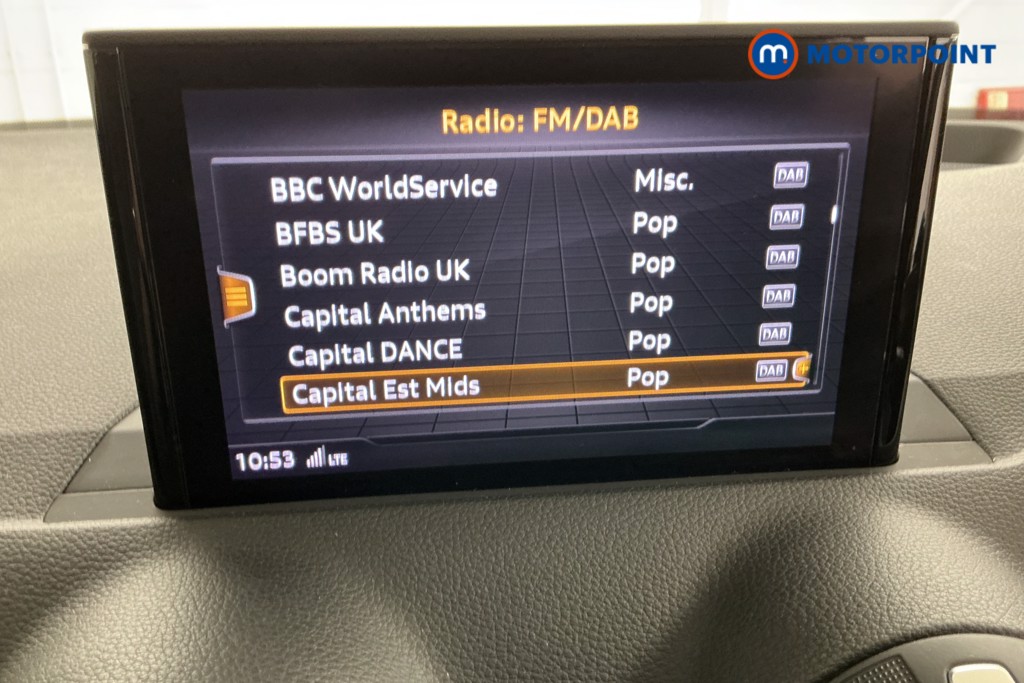 m. MOTORPOINT
Radio: FM/DAB
BBC WorldService Misc. DAB
BFBS UK Pop DAB
Boom Radio UK Pop DAB
Capital Anthems Pop DAB
Capital DANCE Pop DAB
Capital Est Mids Pop DAB
10:53 LTE